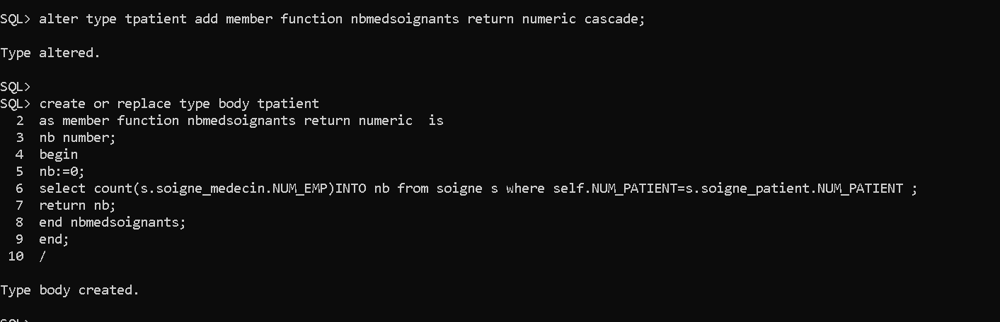 SQL> alter type tpatient add member function nbmedsoignants return numeric cascade;
Type altered.
SQL>
SQL> create or replace type body tpatient
2 as member function nbmedsoignants return numeric  is
3 nb number;
4 begin
5 nb:=0;
6 select count(s.soigne_medecin.NUM_EMP)INTO nb from soigne s where self.NUM_PATIENT=s.soigne_patient.NUM_PATIENT ;
7 return nb;
8 end nbmedsoignants;
9 end;
10 /
Type body created.
SQL>